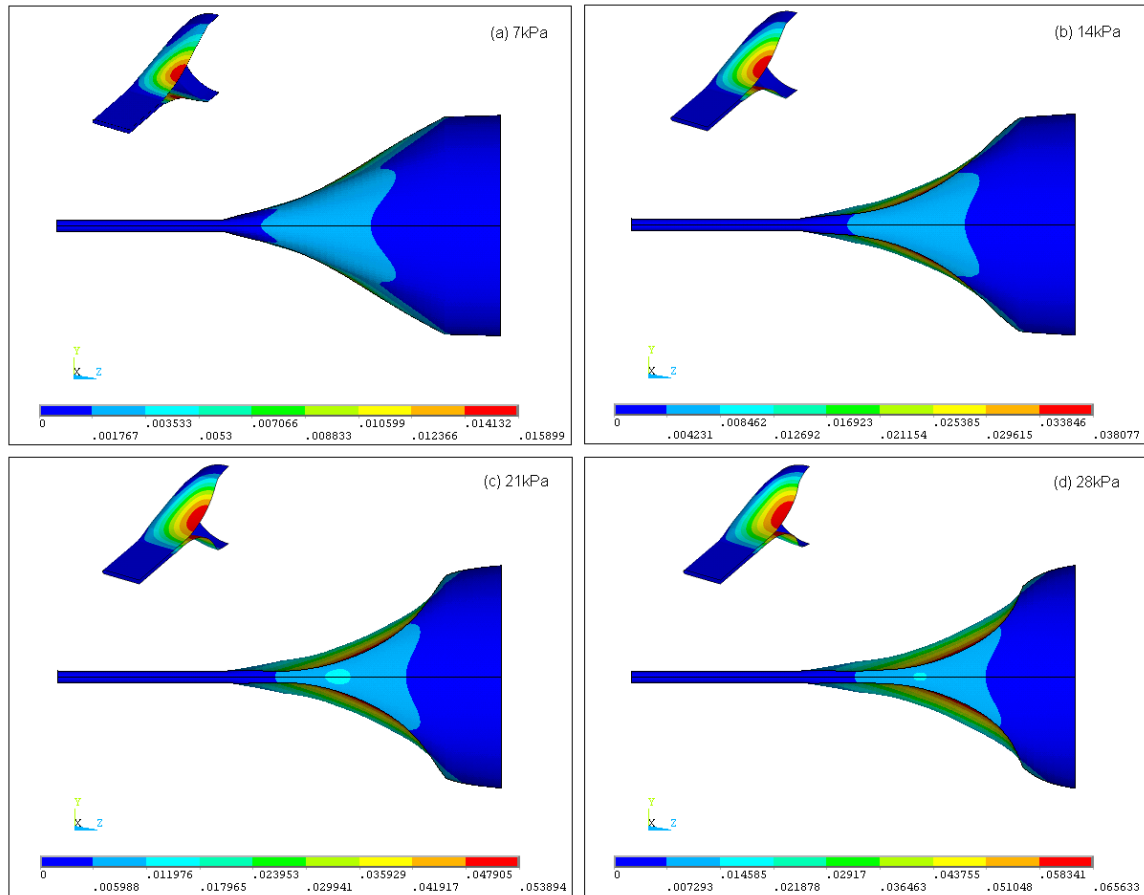 (a) 7kPa
Y
X Z
0 .003533 .007066 .010599 .014132
.001767 .0053 .008833 .012366 .015899
(b) 14kPa
Y
X Z
0 .008462 .016923 .025385 .033846
.004231 .012692 .021154 .029615 .038077
(c) 21kPa
Y
X Z
0 .011976 .023953 .035929 .047905
.005988 .017965 .029941 .041917 .053894
(d) 28kPa
Y
X Z
0 .014585 .02917 .043755 .058341
.007293 .021878 .036463 .051048 .065633